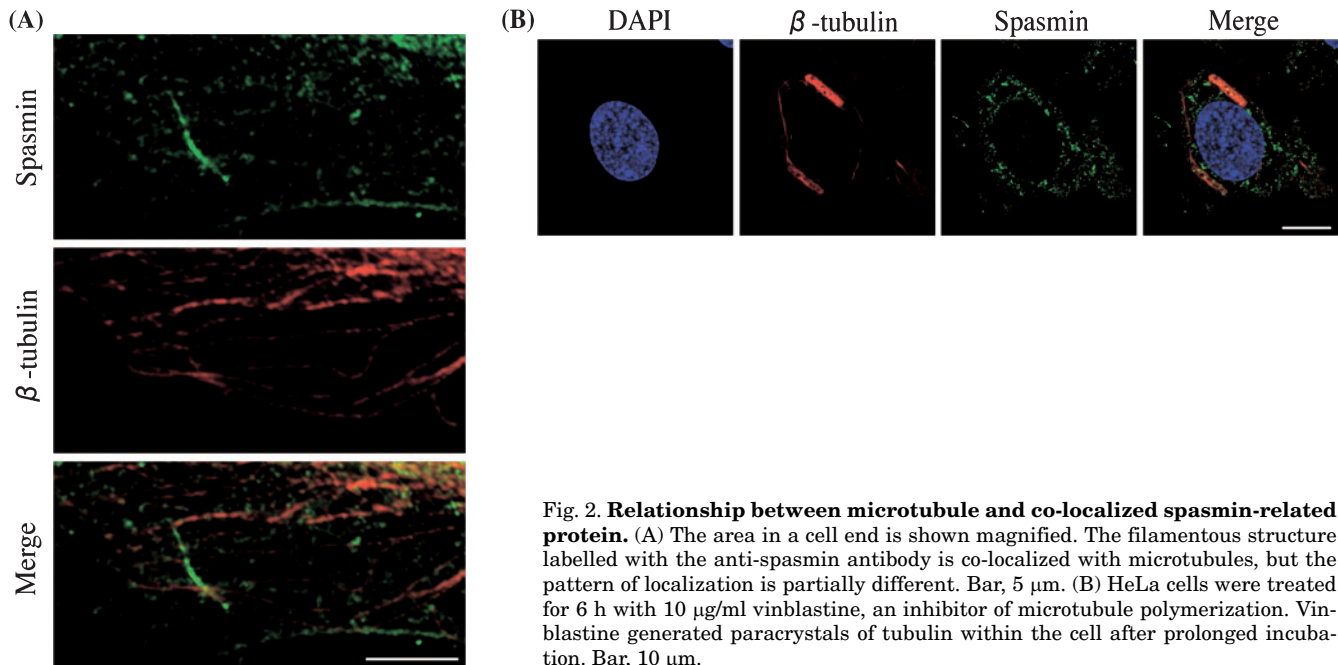 (A)
Spasmin
β-tubulin
Merge
(B)
DAPI β-tubulin Spasmin Merge
Fig. 2. Relationship between microtubule and co-localized spasmin-related
protein. (A) The area in a cell end is shown magnified. The filamentous structure
labelled with the anti-spasmin antibody is co-localized with microtubules, but the
pattern of localization is partially different. Bar, 5 μm. (B) HeLa cells were treated
for 6 h with 10 μg/ml vinblastine, an inhibitor of microtubule polymerization. Vin-
blastine generated paracrystals of tubulin within the cell after prolonged incuba-
tion. Bar, 10 μm.